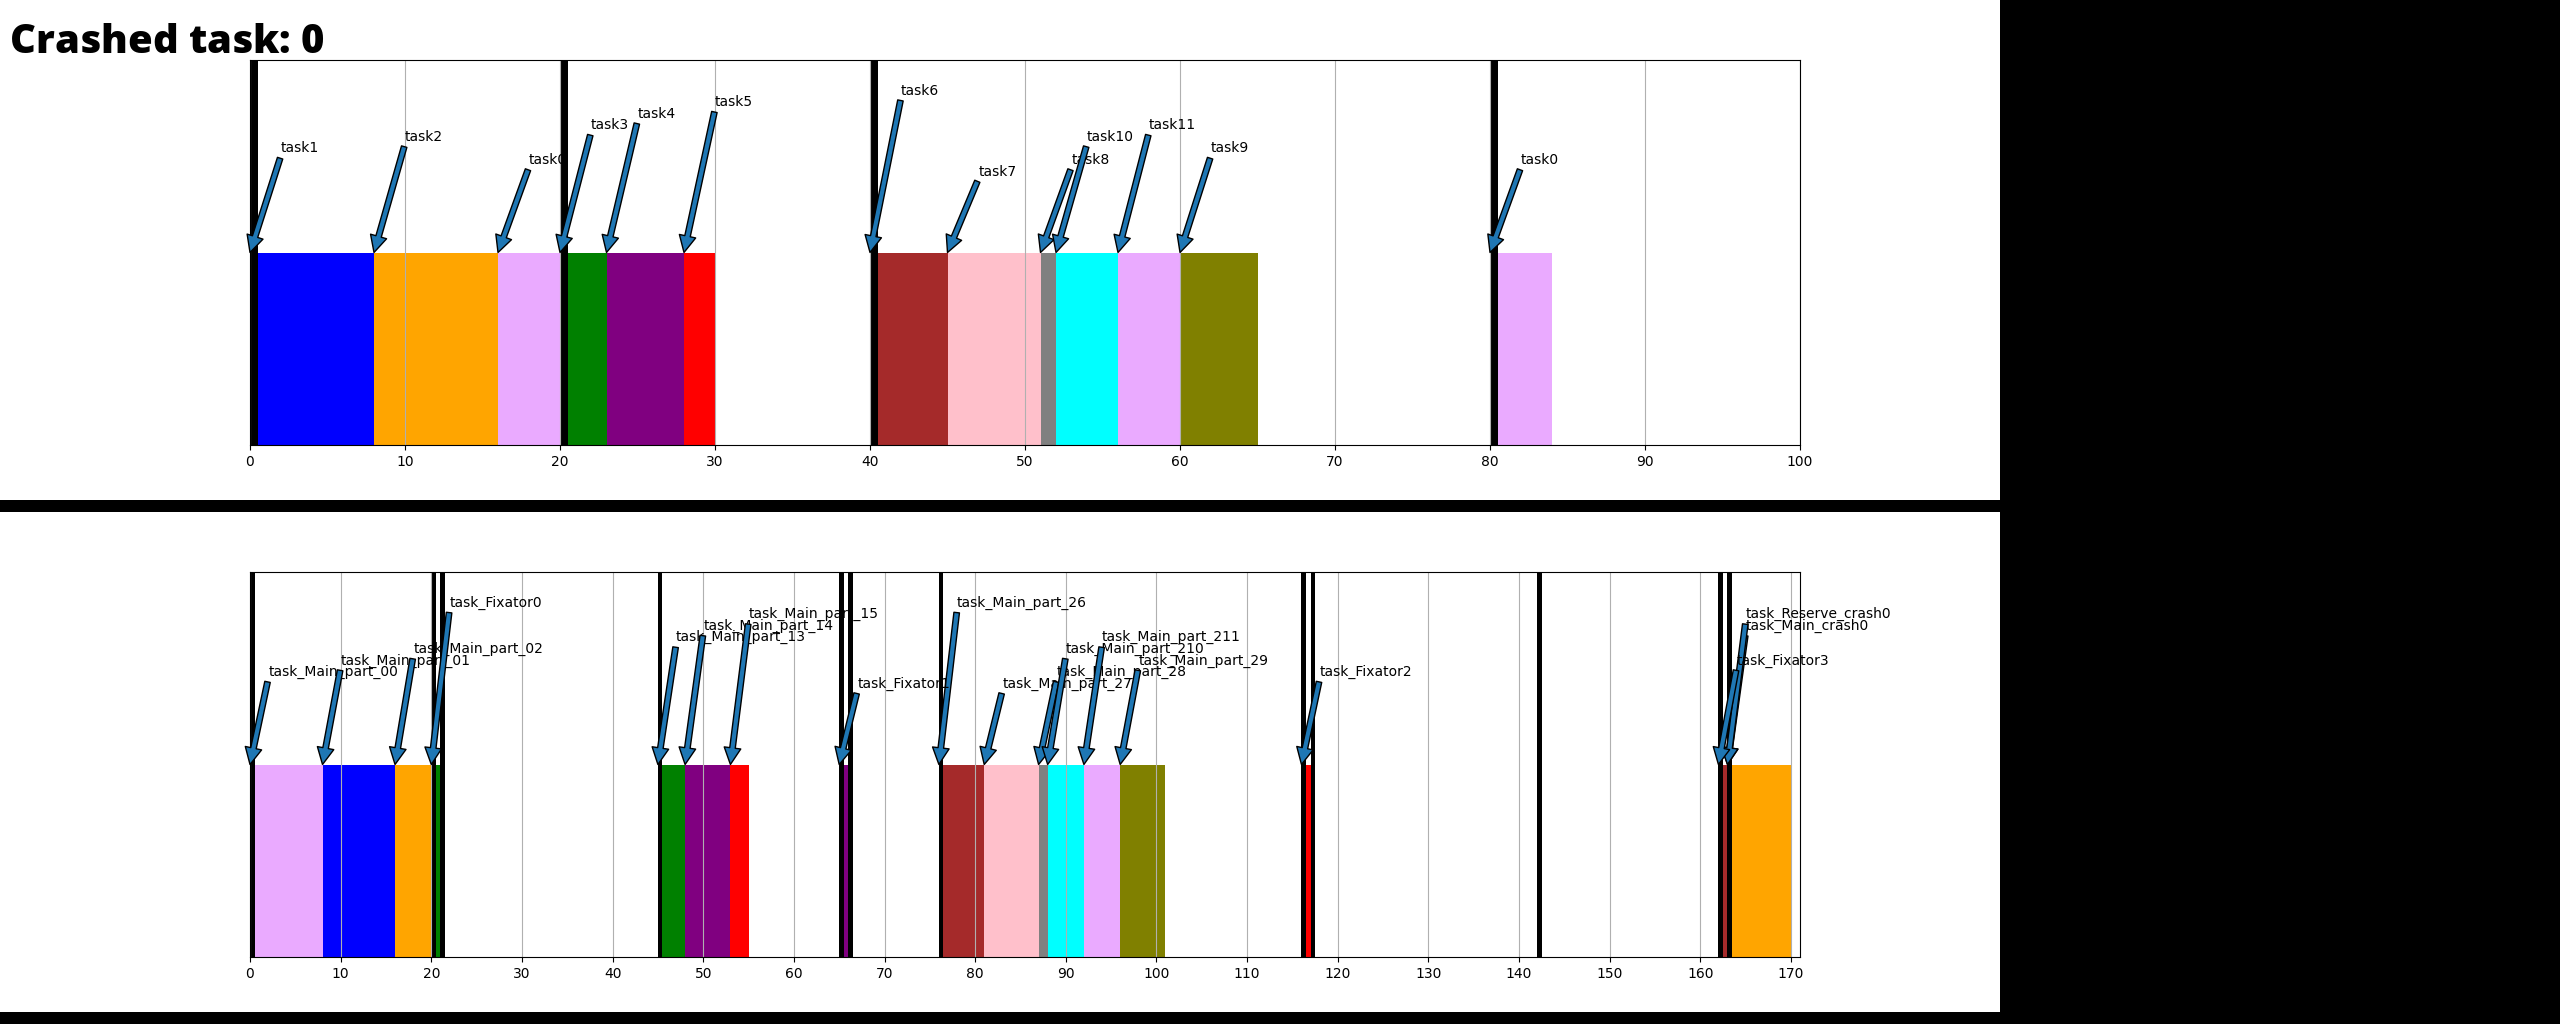 Crashed task: 0
task6
task5
task4
task3
task11
task2
task10
task1
task9
task0
task8
task0
task7
0 10 20 30 40 50 60 70 80 90 100
task_Fixator0
task_Main_part_26
task_Main_part_15
task_Reserve_crash0
task_Main_part_14
task_Main_crash0
task_Main_part_13
task_Main_part_211
task_Main_part_02
task_Main_part_210
task_Main_part_01
task_Main_part_29
task_Fixator3
task_Main_part_00
task_Main_part_28
task_Fixator2
task_Fixator1
task_Main_part_27
0 10 20 30 40 50 60 70 80 90 100 110 120 130 140 150 160 170